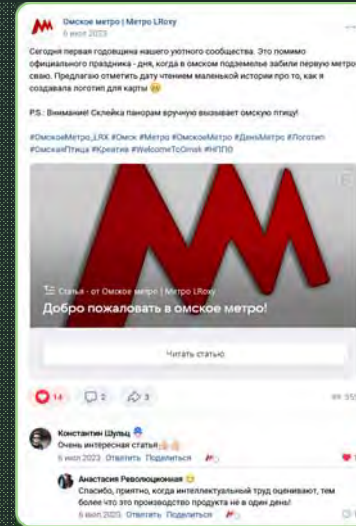 Омское метро | Метро LRoxy
6 июл 2023
Сегодня первая годовщина нашего уютного сообщества. Это помимо
официального праздника - дня, когда в омском подземелье забили первую метро
сваю. Предлагаю отметить дату чтением маленькой истории про то, как я
создавала логотип для карты
P.S.: Внимание! Склейка панорам вручную вызывает омскую птицу!
#ОмскоеМетро_LRX #Омск #Метро #ОмскоеМетро #ДеньМетро #Логотип
#ОмскаяПтица #Креатив #WelcomeToOmsk #НГПО
Статья - от Омское метро | Метро LRoxy
Добро пожаловать в омское метро!
Читать статью
14 2 3
Константин Шульц
Очень интересная статья
6 июл 2023 Ответить Поделиться
Анастасия Революционная
Спасибо, приятно, когда интеллектуальный труд оценивают, тем
более что это производство продукта не в один день!
6 июл 2023 Ответить Поделиться